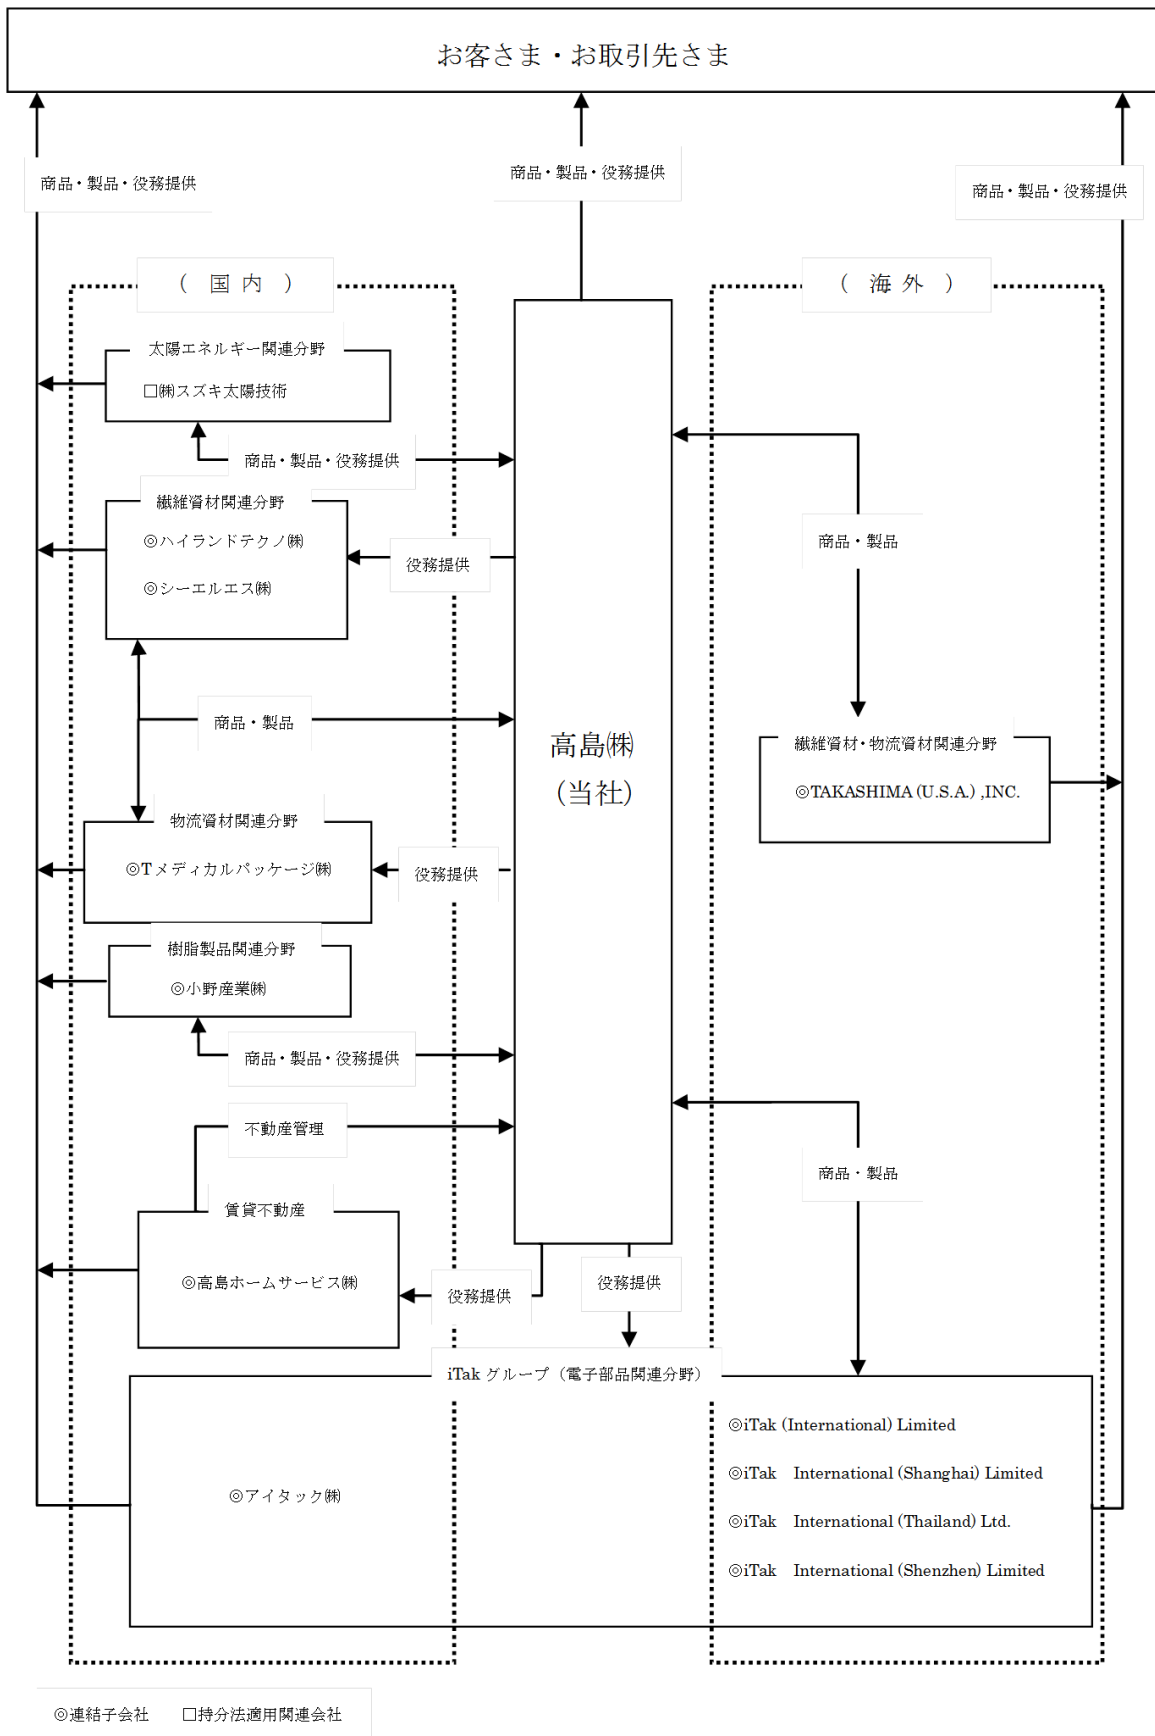 お客さま・お取引先さま
商品・製品・役務提供
商品・製品・役務提供
商品・製品・役務提供
（　国 内　）
（　海 外　）
太陽エネルギー関連分野
□㈱スズキ太陽技術
商品・製品・役務提供
繊維資材関連分野
◎ハイランドテクノ㈱
◎シーエルエス㈱
役務提供
商品・製品
商品・製品
高島㈱
（当社）
繊維資材・物流資材関連分野
◎TAKASHIMA (U.S.A.) ,INC.
物流資材関連分野
◎Tメディカルパッケージ㈱
役務提供
樹脂製品関連分野
◎小野産業㈱
商品・製品・役務提供
不動産管理
商品・製品
賃貸不動産
◎高島ホームサービス㈱
役務提供
役務提供
iTak グループ（電子部品関連分野）
◎アイタック㈱
◎iTak (International) Limited
◎iTak　International (Shanghai) Limited
◎iTak　International (Thailand) Ltd.
◎iTak　International (Shenzhen) Limited
◎連結子会社　　□持分法適用関連会社